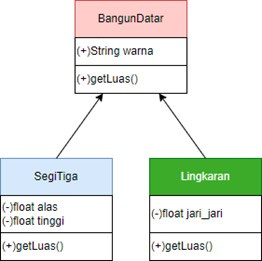 BangunDatar
(+)String warna
(+)getLuas()
SegiTiga
(-)float alas
(-)float tinggi
(+)getLuas()
Lingkaran
(-)float jari_jari
(+)getLuas()